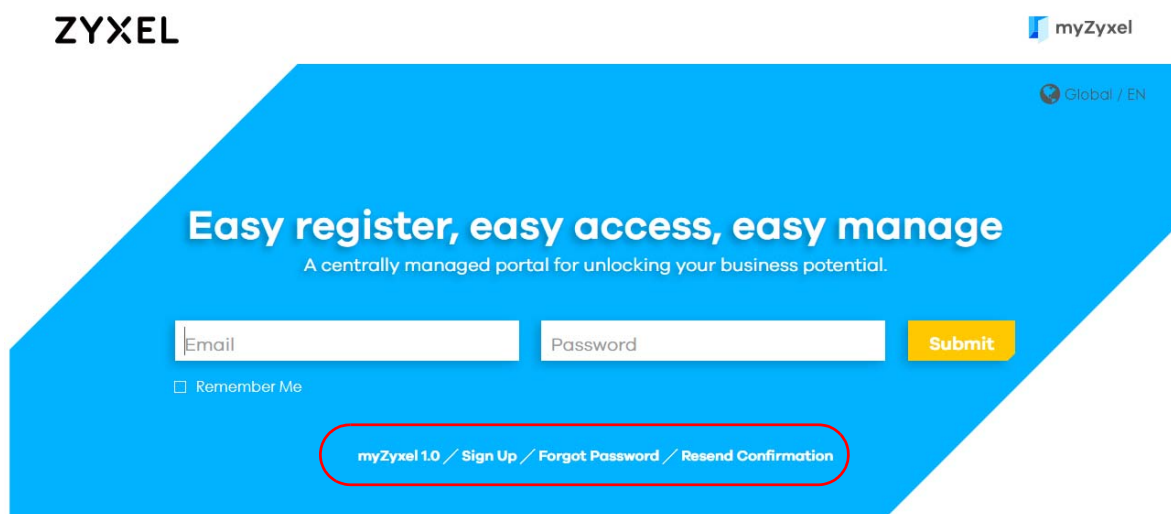 ZYXEL
myZyxel
Global / EN
Easy register, easy access, easy manage
A centrally managed portal for unlocking your business potential.
Email
Password
Submit
Remember Me
myZyxel 1.0 / Sign Up / Forgot Password / Resend Confirmation